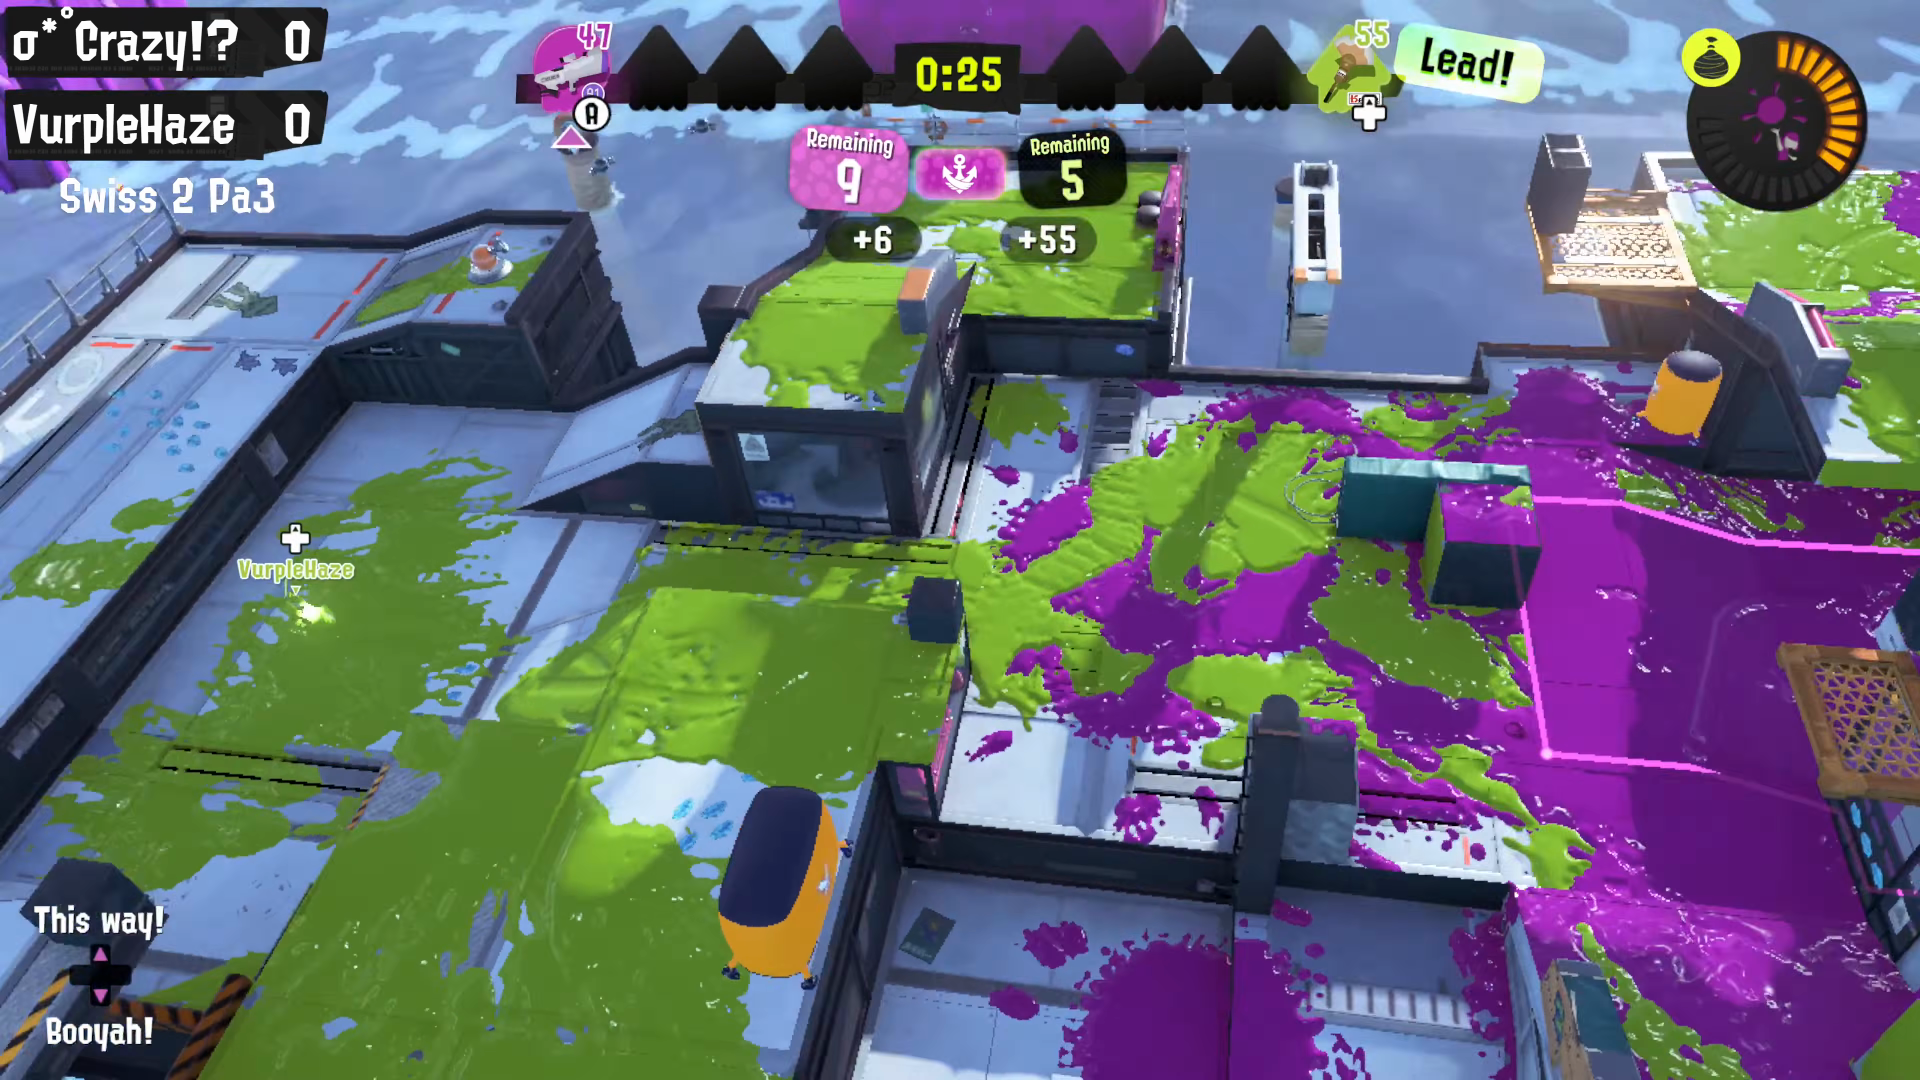 σ*°Crazy!? 0
VurpleHaze 0
Swiss 2 Pa3
47
A
0:25
55
Lead!
Remaining
9
Remaining
5
+6
+55
VurpleHaze
This way!
Booyah!